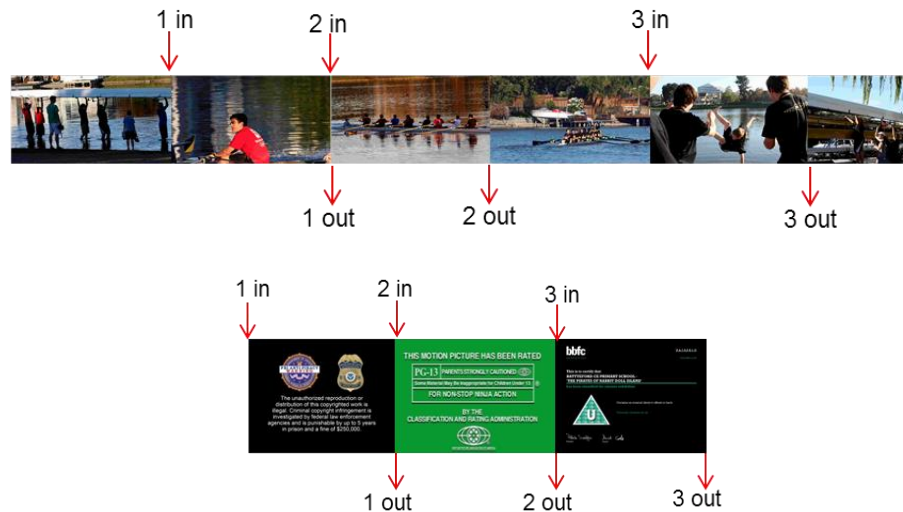 1 in
2 in
3 in
1 out
2 out
3 out
1 in
2 in
3 in
The unauthorized reproduction or
distribution of this copyrighted work is
illegal. Criminal copyright infringement is
investigated by federal law enforcement
agencies and is punishable by up to 5 years
in prison and a fine of $250,000.
THIS MOTION PICTURE HAS BEEN RATED
PG-13 PARENTS STRONGLY CAUTIONED
Some Material May Be Inappropriate for Children Under 13. ®
FOR NON-STOP NINJA ACTION
BY THE
CLASSIFICATION AND RATING ADMINISTRATION
bbfc
This is to certify that
U
1 out
2 out
3 out